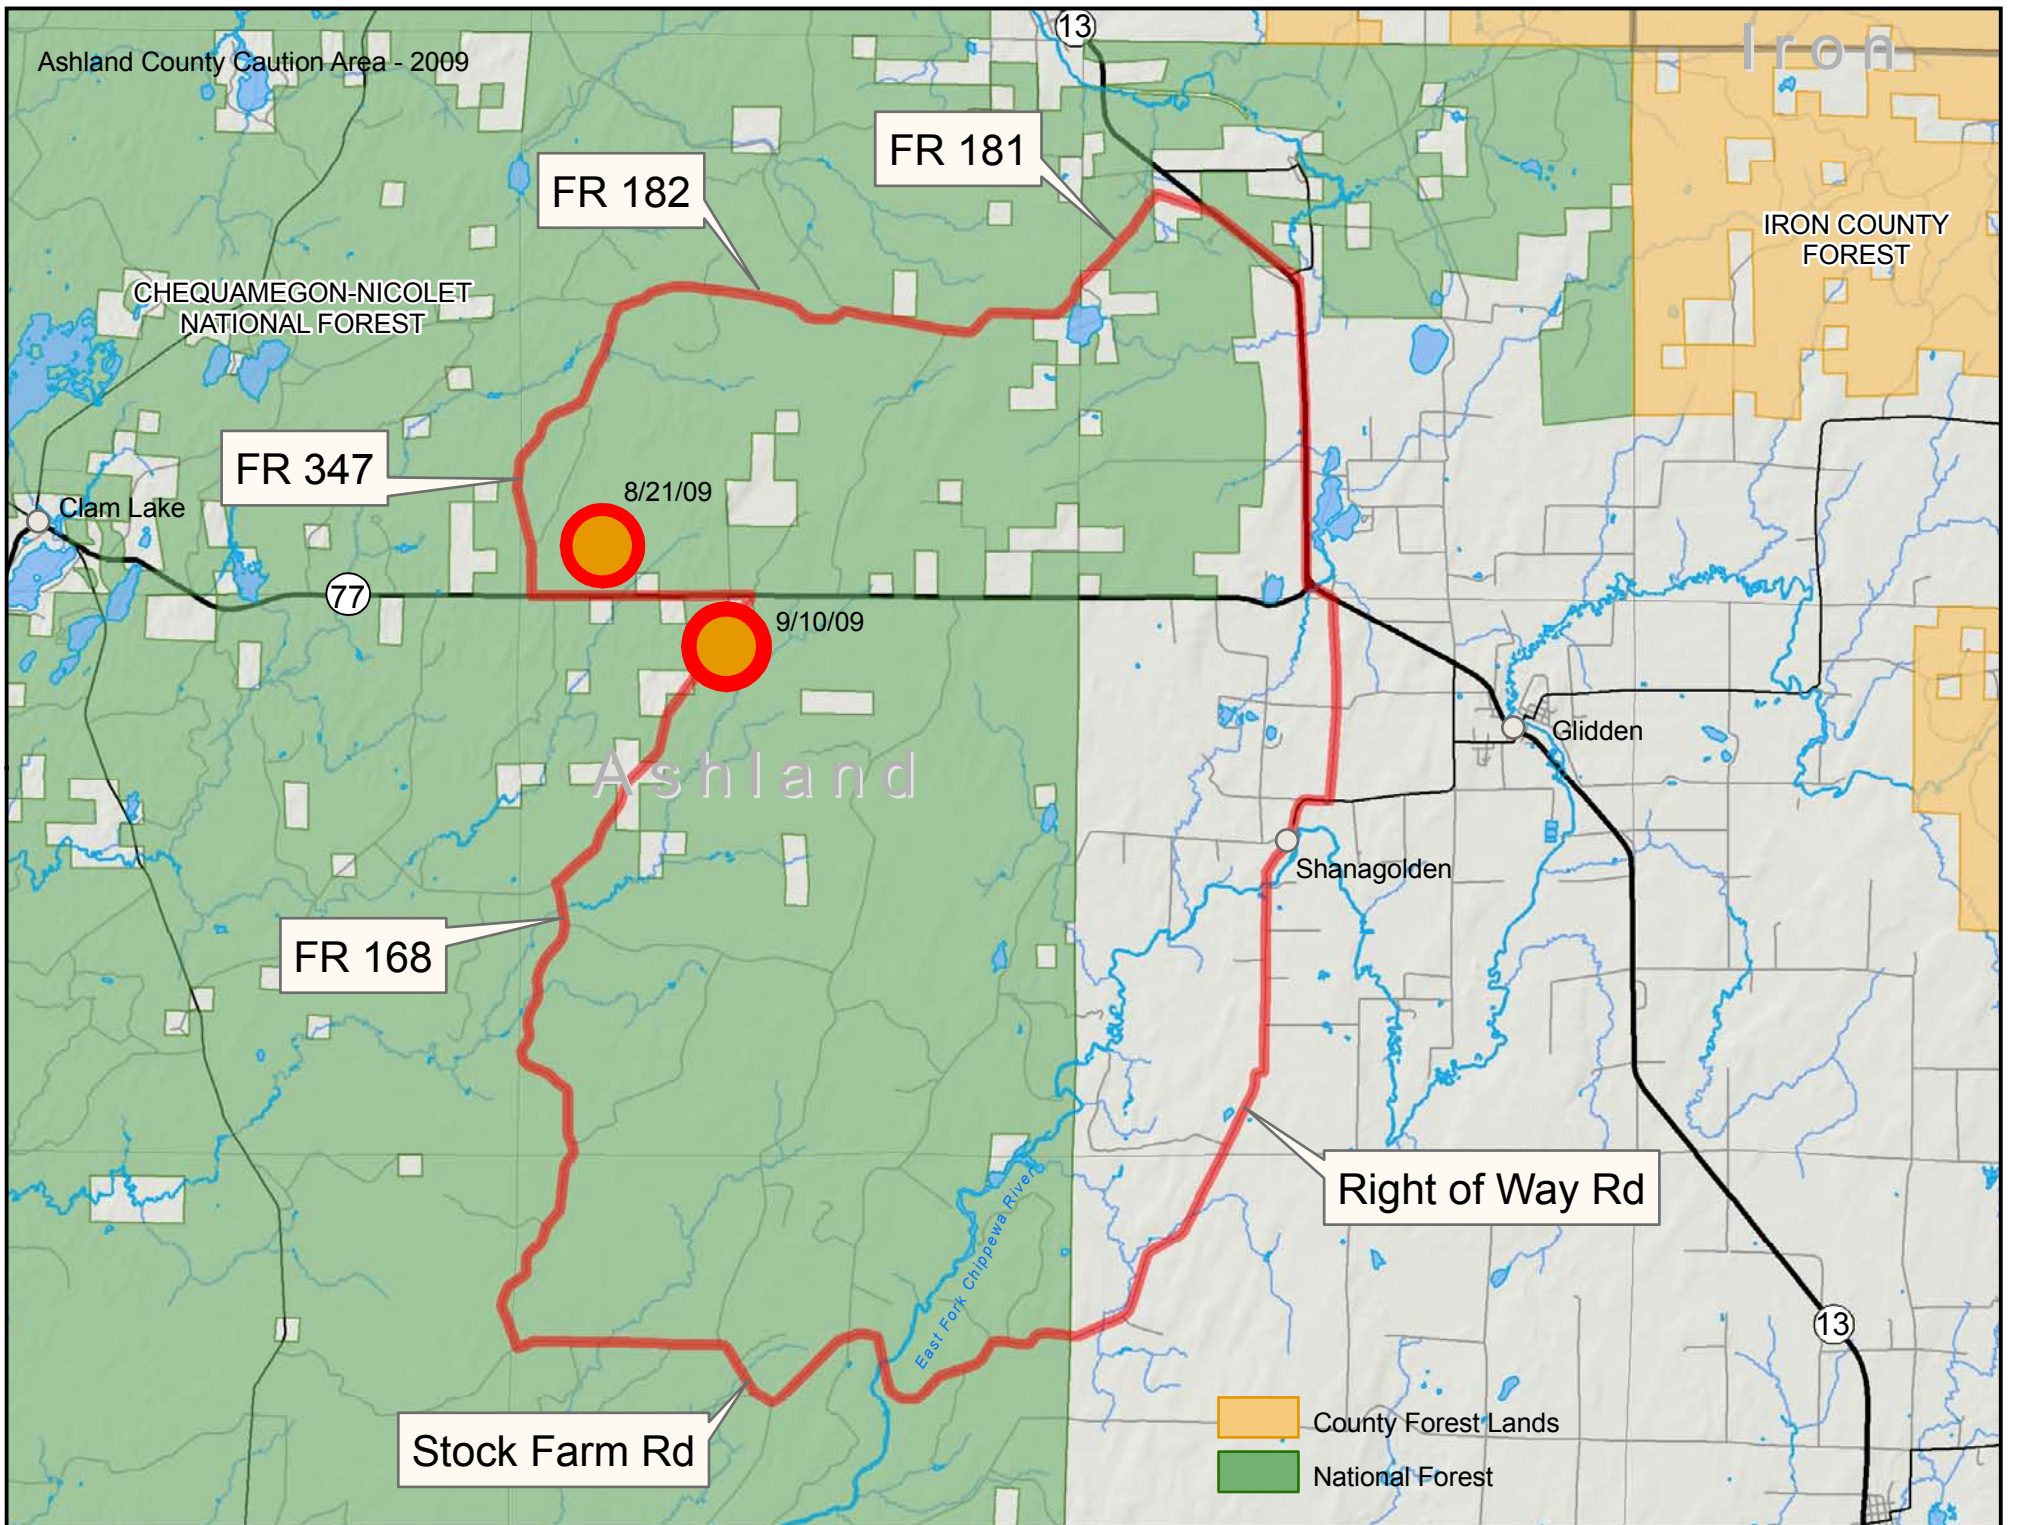 13
Iron
Ashland County Caution Area - 2009
FR 181
FR 182
IRON COUNTY
FOREST
CHEQUAMEGON-NICOLET
NATIONAL FOREST
FR 347
8/21/09
Clam Lake
77
9/10/09
Glidden
Ashland
Shanagolden
FR 168
Right of Way Rd
East Fork Chippewa River
13
Stock Farm Rd
County Forest Lands
National Forest